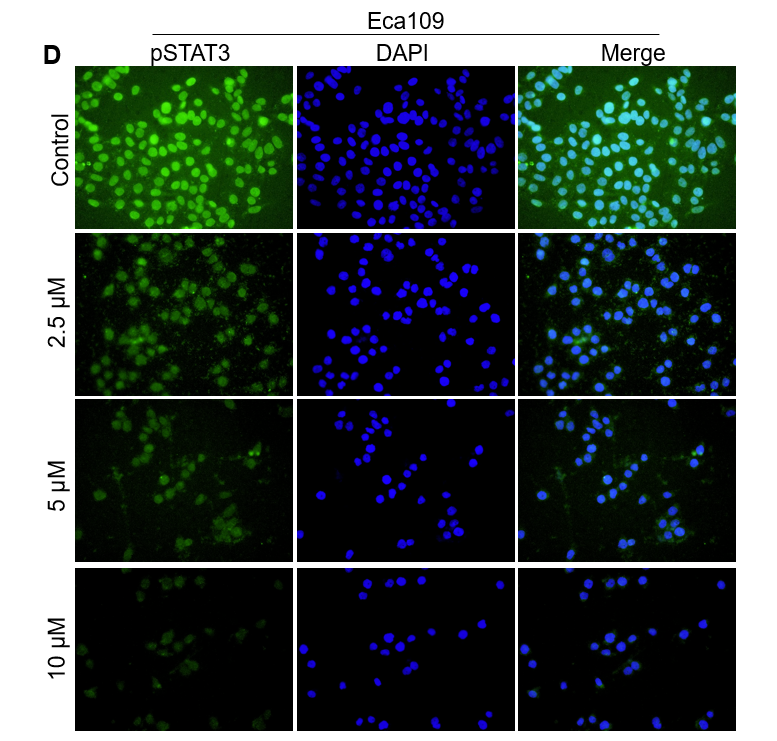 Eca109
D
pSTAT3 DAPI Merge
Control
2.5 µM
5 µM
10 µM